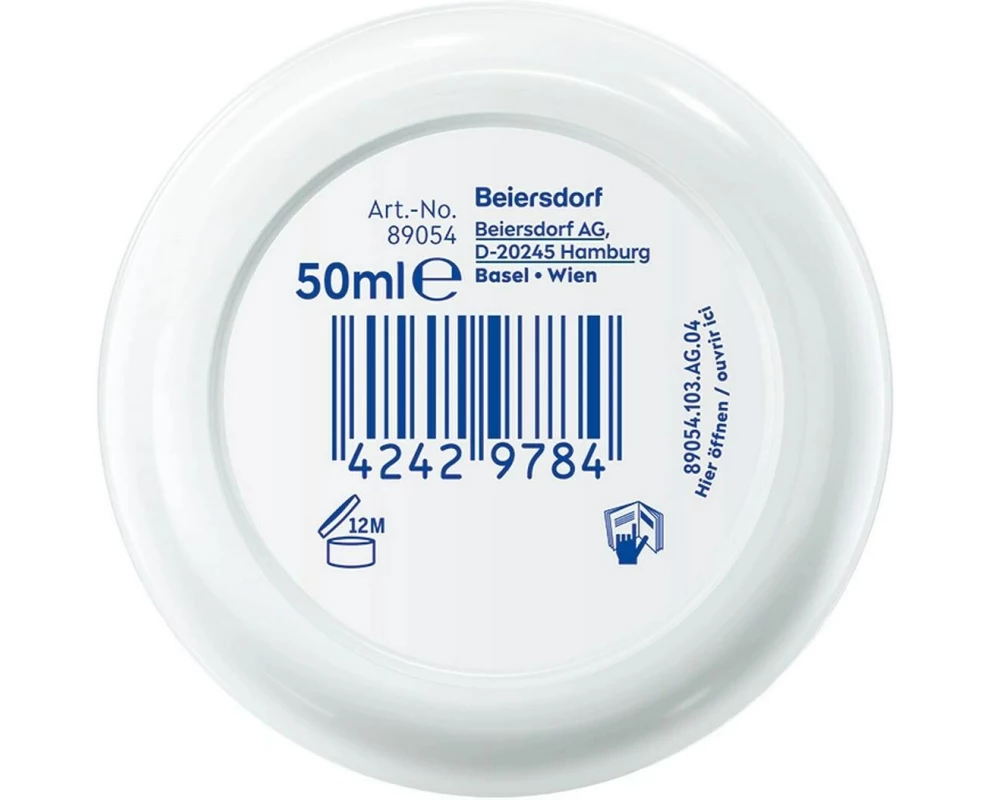 Art.-No.
89054
50ml ℮
Beiersdorf
Beiersdorf AG,
D-20245 Hamburg
Basel • Wien
4242 9784
12M
89054.103.AG.04
Hier öffnen / ouvrir ici